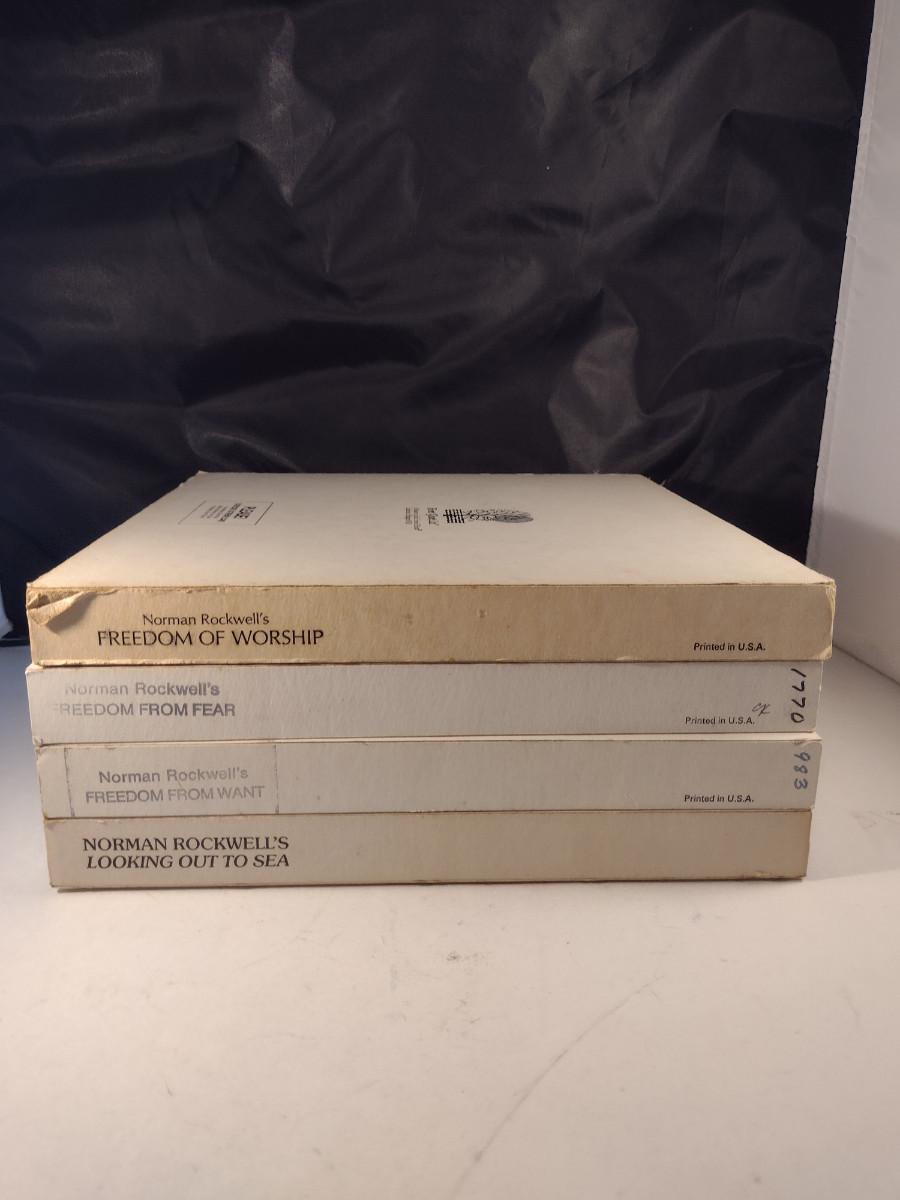 Norman Rockwell's
FREEDOM OF WORSHIP
Printed in U.S.A.
Norman Rockwell's
FREEDOM FROM FEAR
Printed in U.S.A.
1770
Norman Rockwell's
FREEDOM FROM WANT
Printed in U.S.A.
983
NORMAN ROCKWELL'S
LOOKING OUT TO SEA